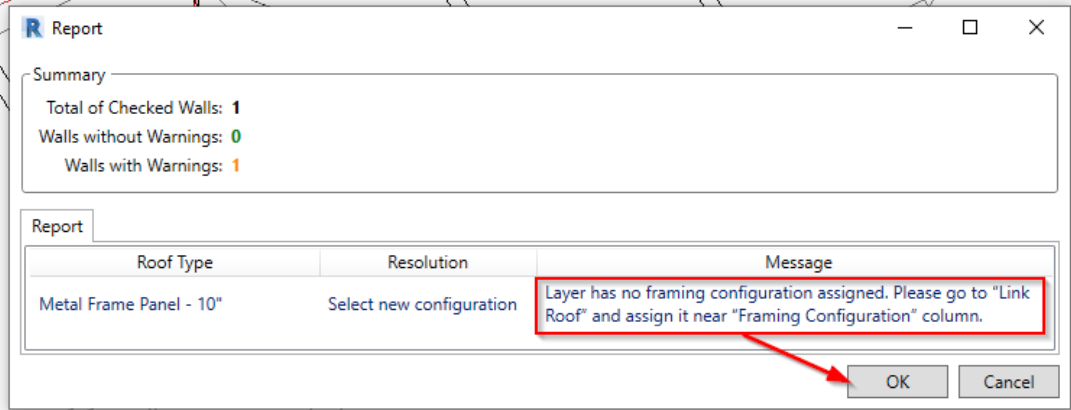 R Report
Summary
Total of Checked Walls: 1
Walls without Warnings: 0
Walls with Warnings: 1
Report
Roof Type Resolution Message
Metal Frame Panel - 10" Select new configuration Layer has no framing configuration assigned. Please go to “Link
Roof” and assign it near “Framing Configuration” column.
OK Cancel